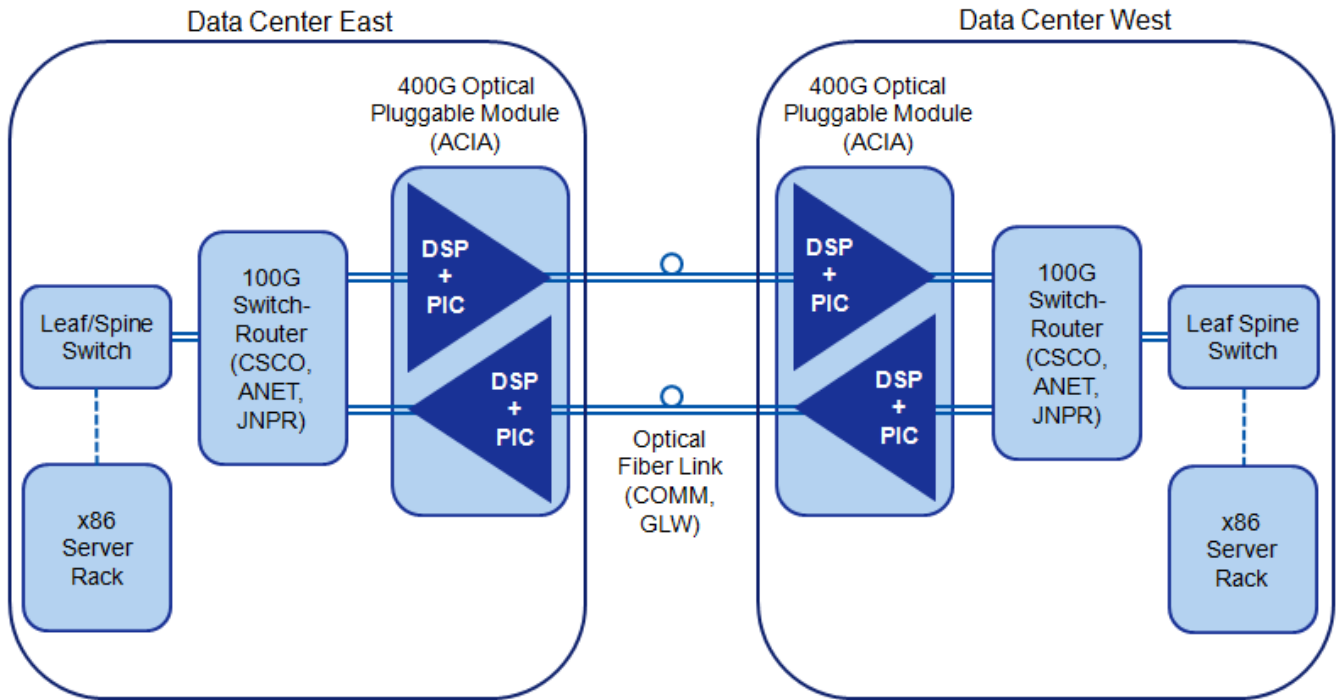 Data Center East
Data Center West
400G Optical
Pluggable Module
(ACIA)
400G Optical
Pluggable Module
(ACIA)
Leaf/Spine
Switch
x86
Server
Rack
100G
Switch-
Router
(CSCO,
ANET,
JNPR)
DSP
+
PIC
DSP
+
PIC
Optical
Fiber Link
(COMM,
GLW)
DSP
+
PIC
DSP
+
PIC
100G
Switch-
Router
(CSCO,
ANET,
JNPR)
Leaf Spine
Switch
x86
Server
Rack